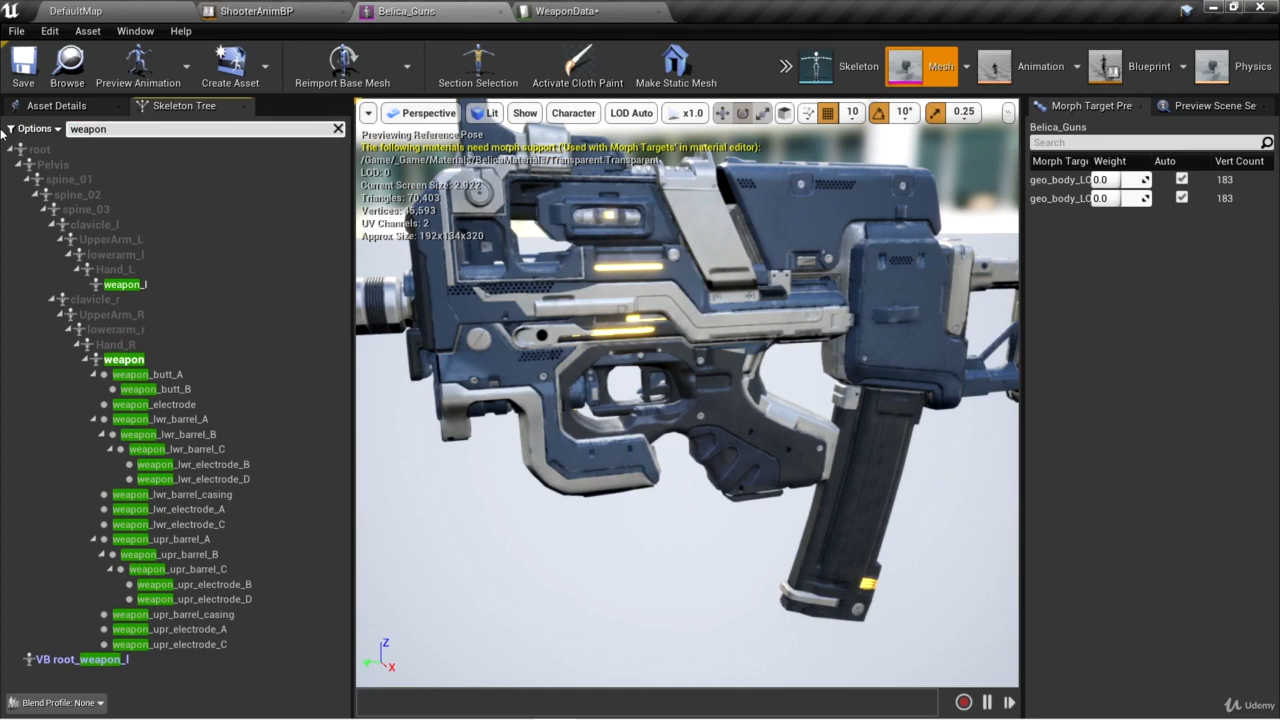 DefaultMap
ShooterAnimBP
Belica_Guns
WeaponData*
File Edit Asset Window Help
Save
Browse
Preview Animation
Create Asset
Reimport Base Mesh
Section Selection
Activate Cloth Paint
Make Static Mesh
Skeleton
Mesh
Animation
Blueprint
Physics
Asset Details
Skeleton Tree
Options
weapon
root
Pelvis
spine_01
spine_02
spine_03
clavicle_l
UpperArm_L
lowerarm_l
Hand_L
weapon_l
clavicle_r
UpperArm_R
lowerarm_r
Hand_R
weapon
weapon_butt_A
weapon_butt_B
weapon_electrode
weapon_lwr_barrel_A
weapon_lwr_barrel_B
weapon_lwr_barrel_C
weapon_lwr_electrode_B
weapon_lwr_electrode_D
weapon_lwr_barrel_casing
weapon_lwr_electrode_A
weapon_lwr_electrode_C
weapon_upr_barrel_A
weapon_upr_barrel_B
weapon_upr_barrel_C
weapon_upr_electrode_B
weapon_upr_electrode_D
weapon_upr_barrel_casing
weapon_upr_electrode_A
weapon_upr_electrode_C
VB root_weapon_l
Blend Profile: None
Perspective
Lit
Show
Character
LOD Auto
x1.0
10
10°
0.25
Previewing Reference Pose
The following materials need morph support ('Used with Morph Targets' in material editor):
/Game/_Game/Materials/BelicaMaterials/Transparent.Transparent
LOD: 0
Current Screen Size: 2.922
Triangles: 70,403
Vertices: 45,593
UV Channels: 2
Approx Size: 192x134x320
Z
X
Morph Target Pre
Preview Scene Se
Belica_Guns
Search
Morph Targe Weight Auto Vert Count
geo_body_LO 0.0 183
geo_body_LO 0.0 183
Udemy